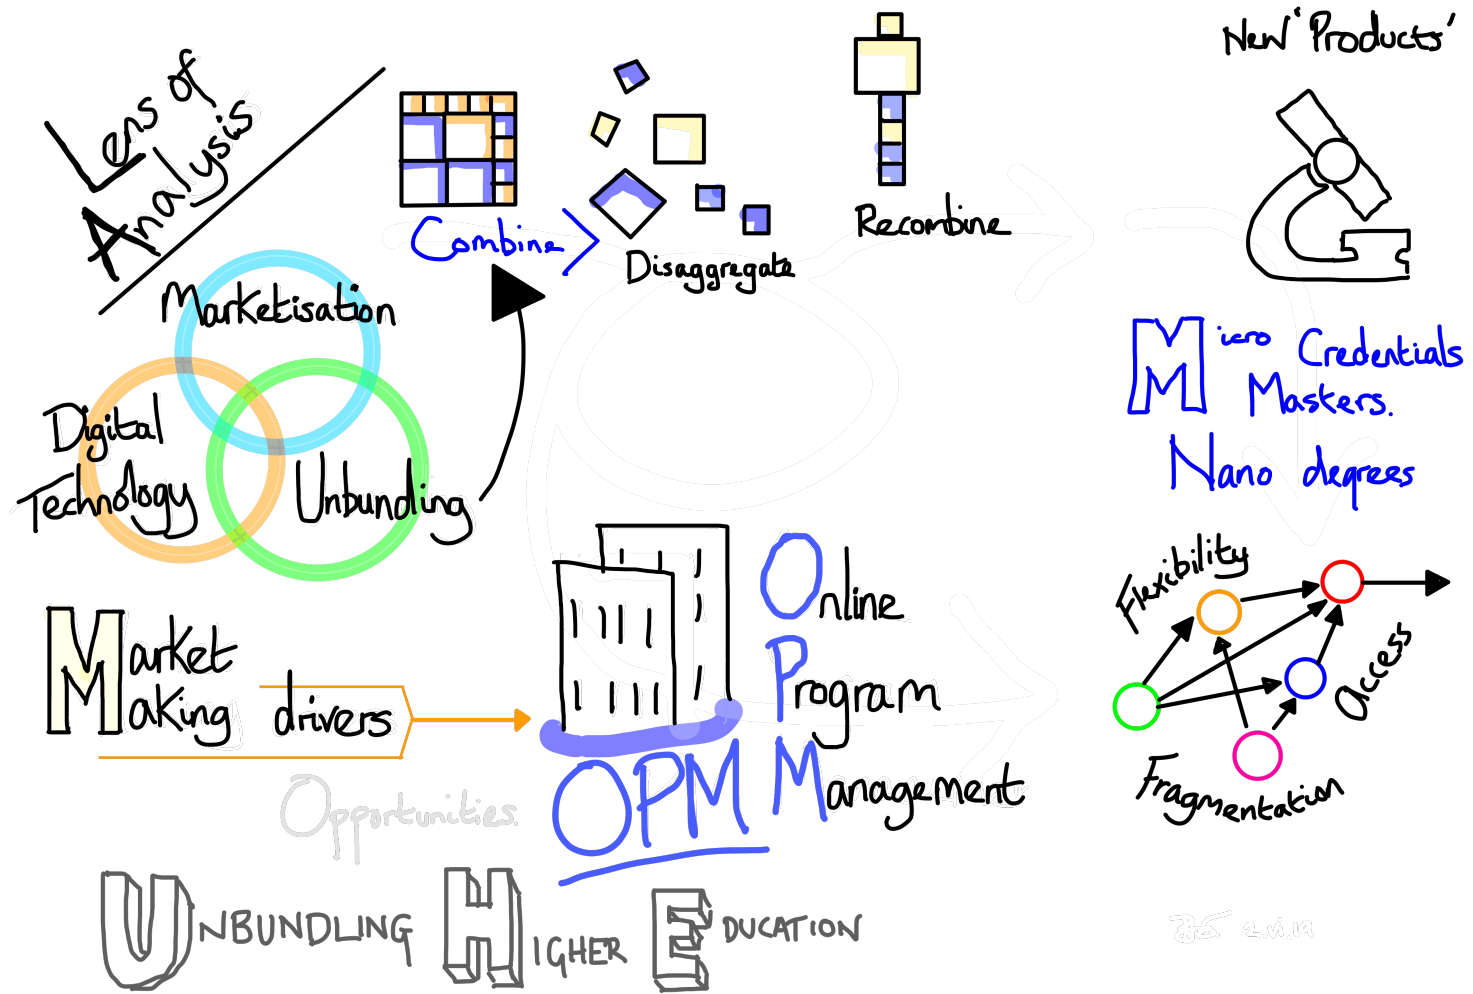 Lens of
Analysis
Combine
Disaggregate
Recombine
New 'Products'
Marketisation
Digital
Technology
Unbundling
Micro Credentials
Masters.
Nano degrees
Market
Making drivers
Opportunities.
Online
Program
Management
OPM
Flexibility
Access
Fragmentation
UNBUNDLING HIGHER EDUCATION